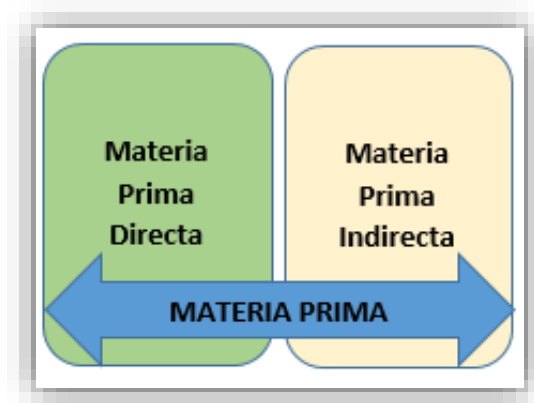 Materia
Prima
Directa
Materia
Prima
Indirecta
MATERIA PRIMA